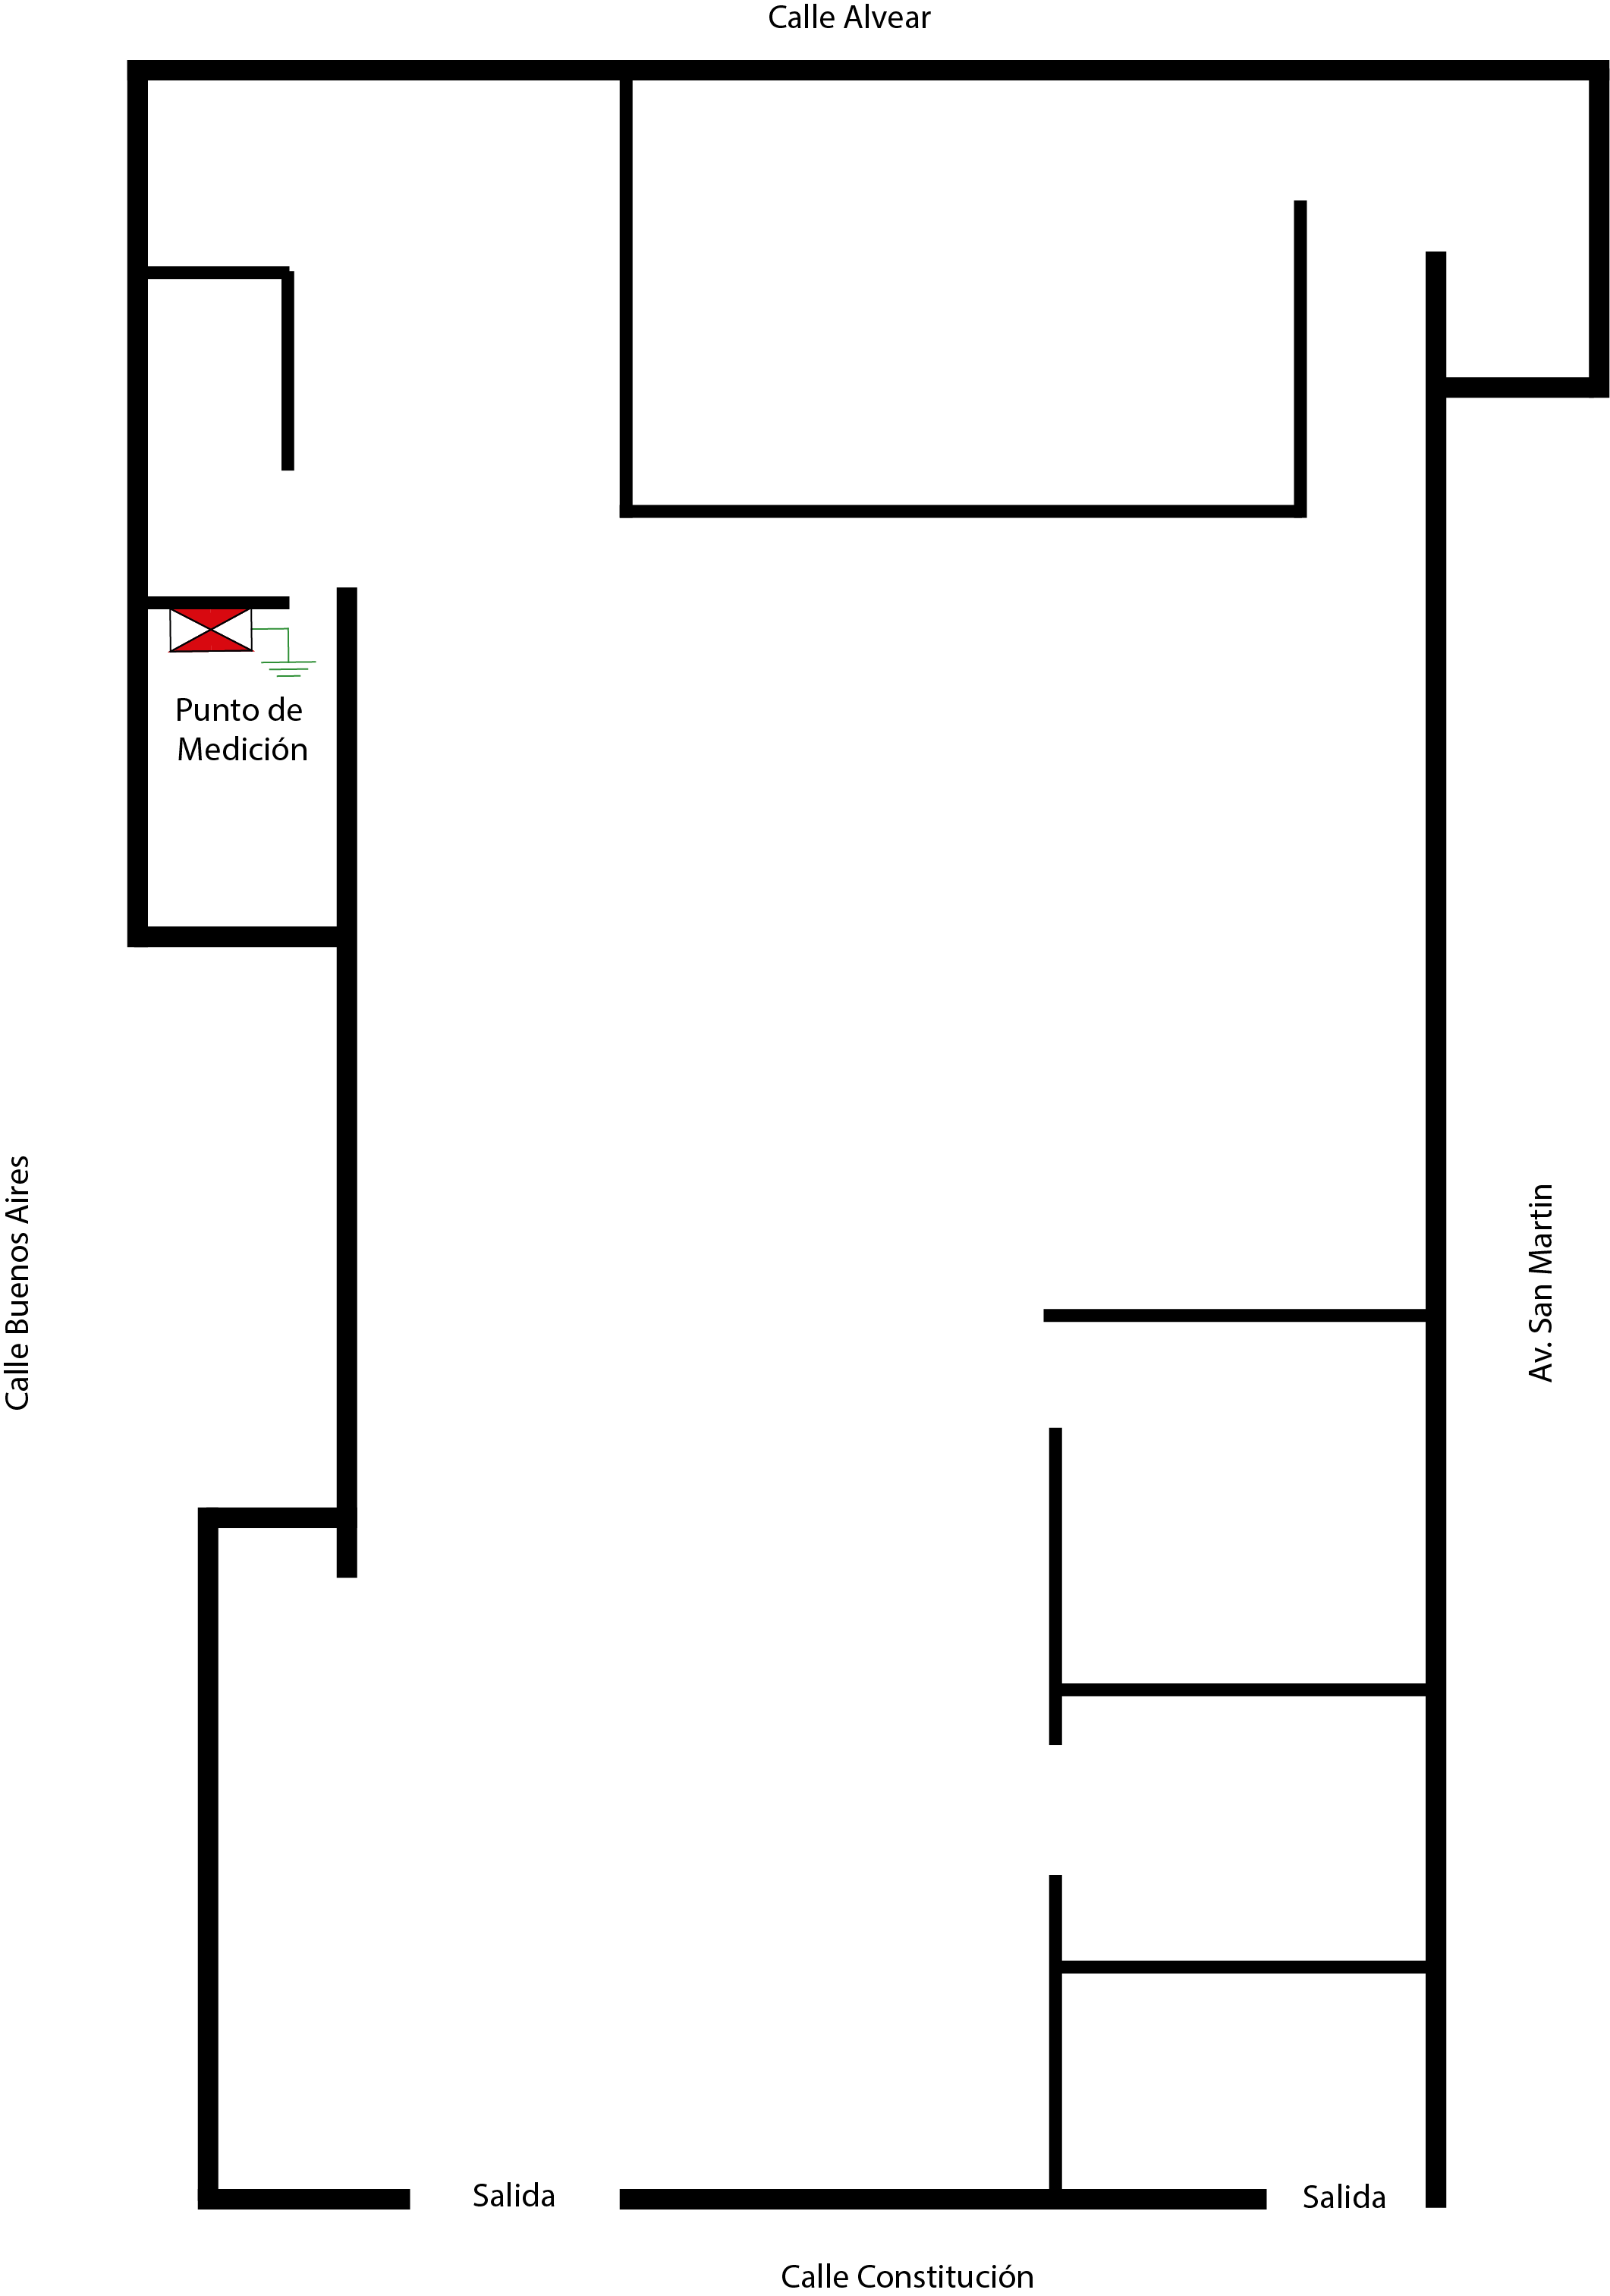 Calle Alvear
Punto de
Medición
Calle Buenos Aires
Av. San Martin
Salida
Salida
Calle Constitución